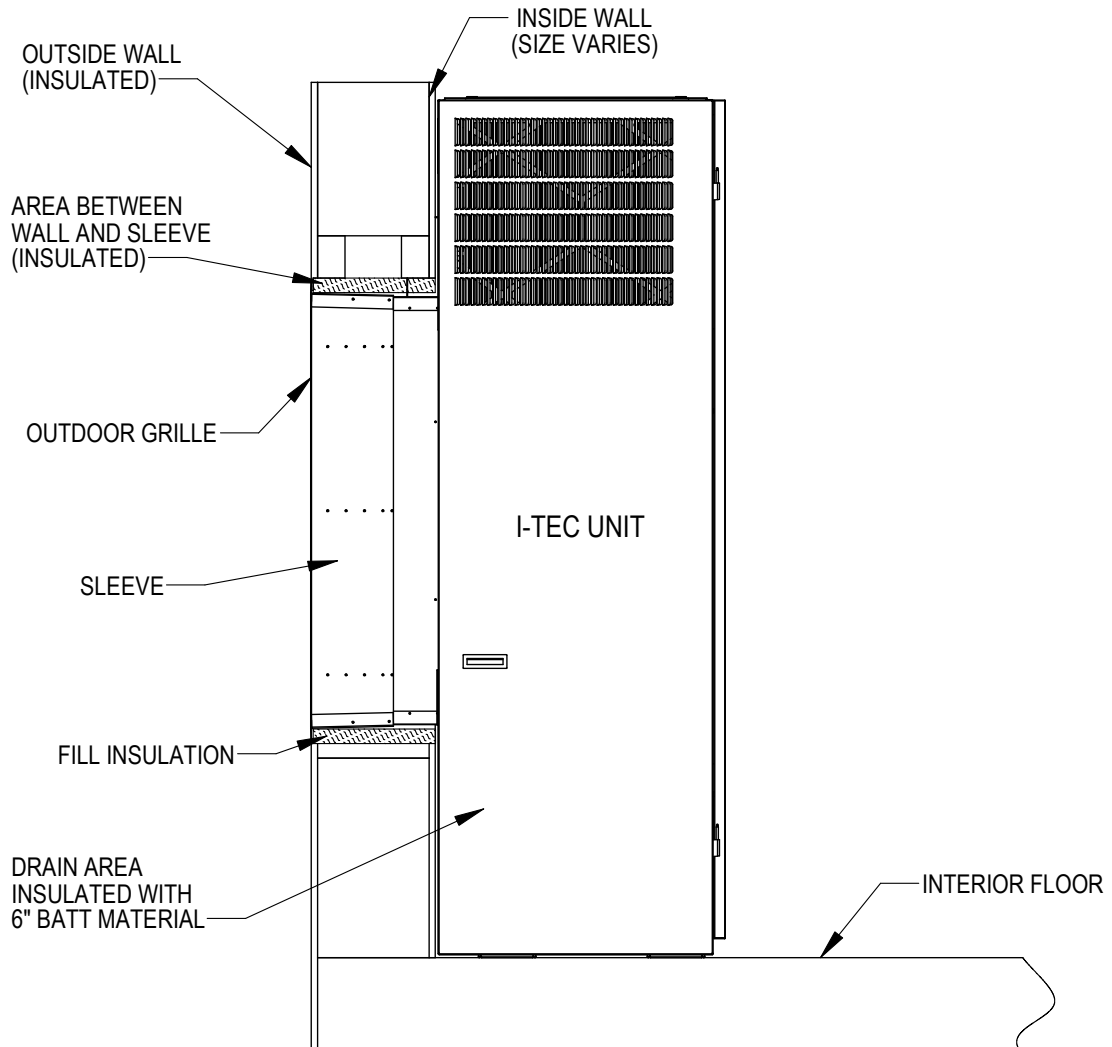 INSIDE WALL
(SIZE VARIES)
OUTSIDE WALL
(INSULATED)
AREA BETWEEN
WALL AND SLEEVE
(INSULATED)
OUTDOOR GRILLE
I-TEC UNIT
SLEEVE
FILL INSULATION
DRAIN AREA
INSULATED WITH
6" BATT MATERIAL
INTERIOR FLOOR